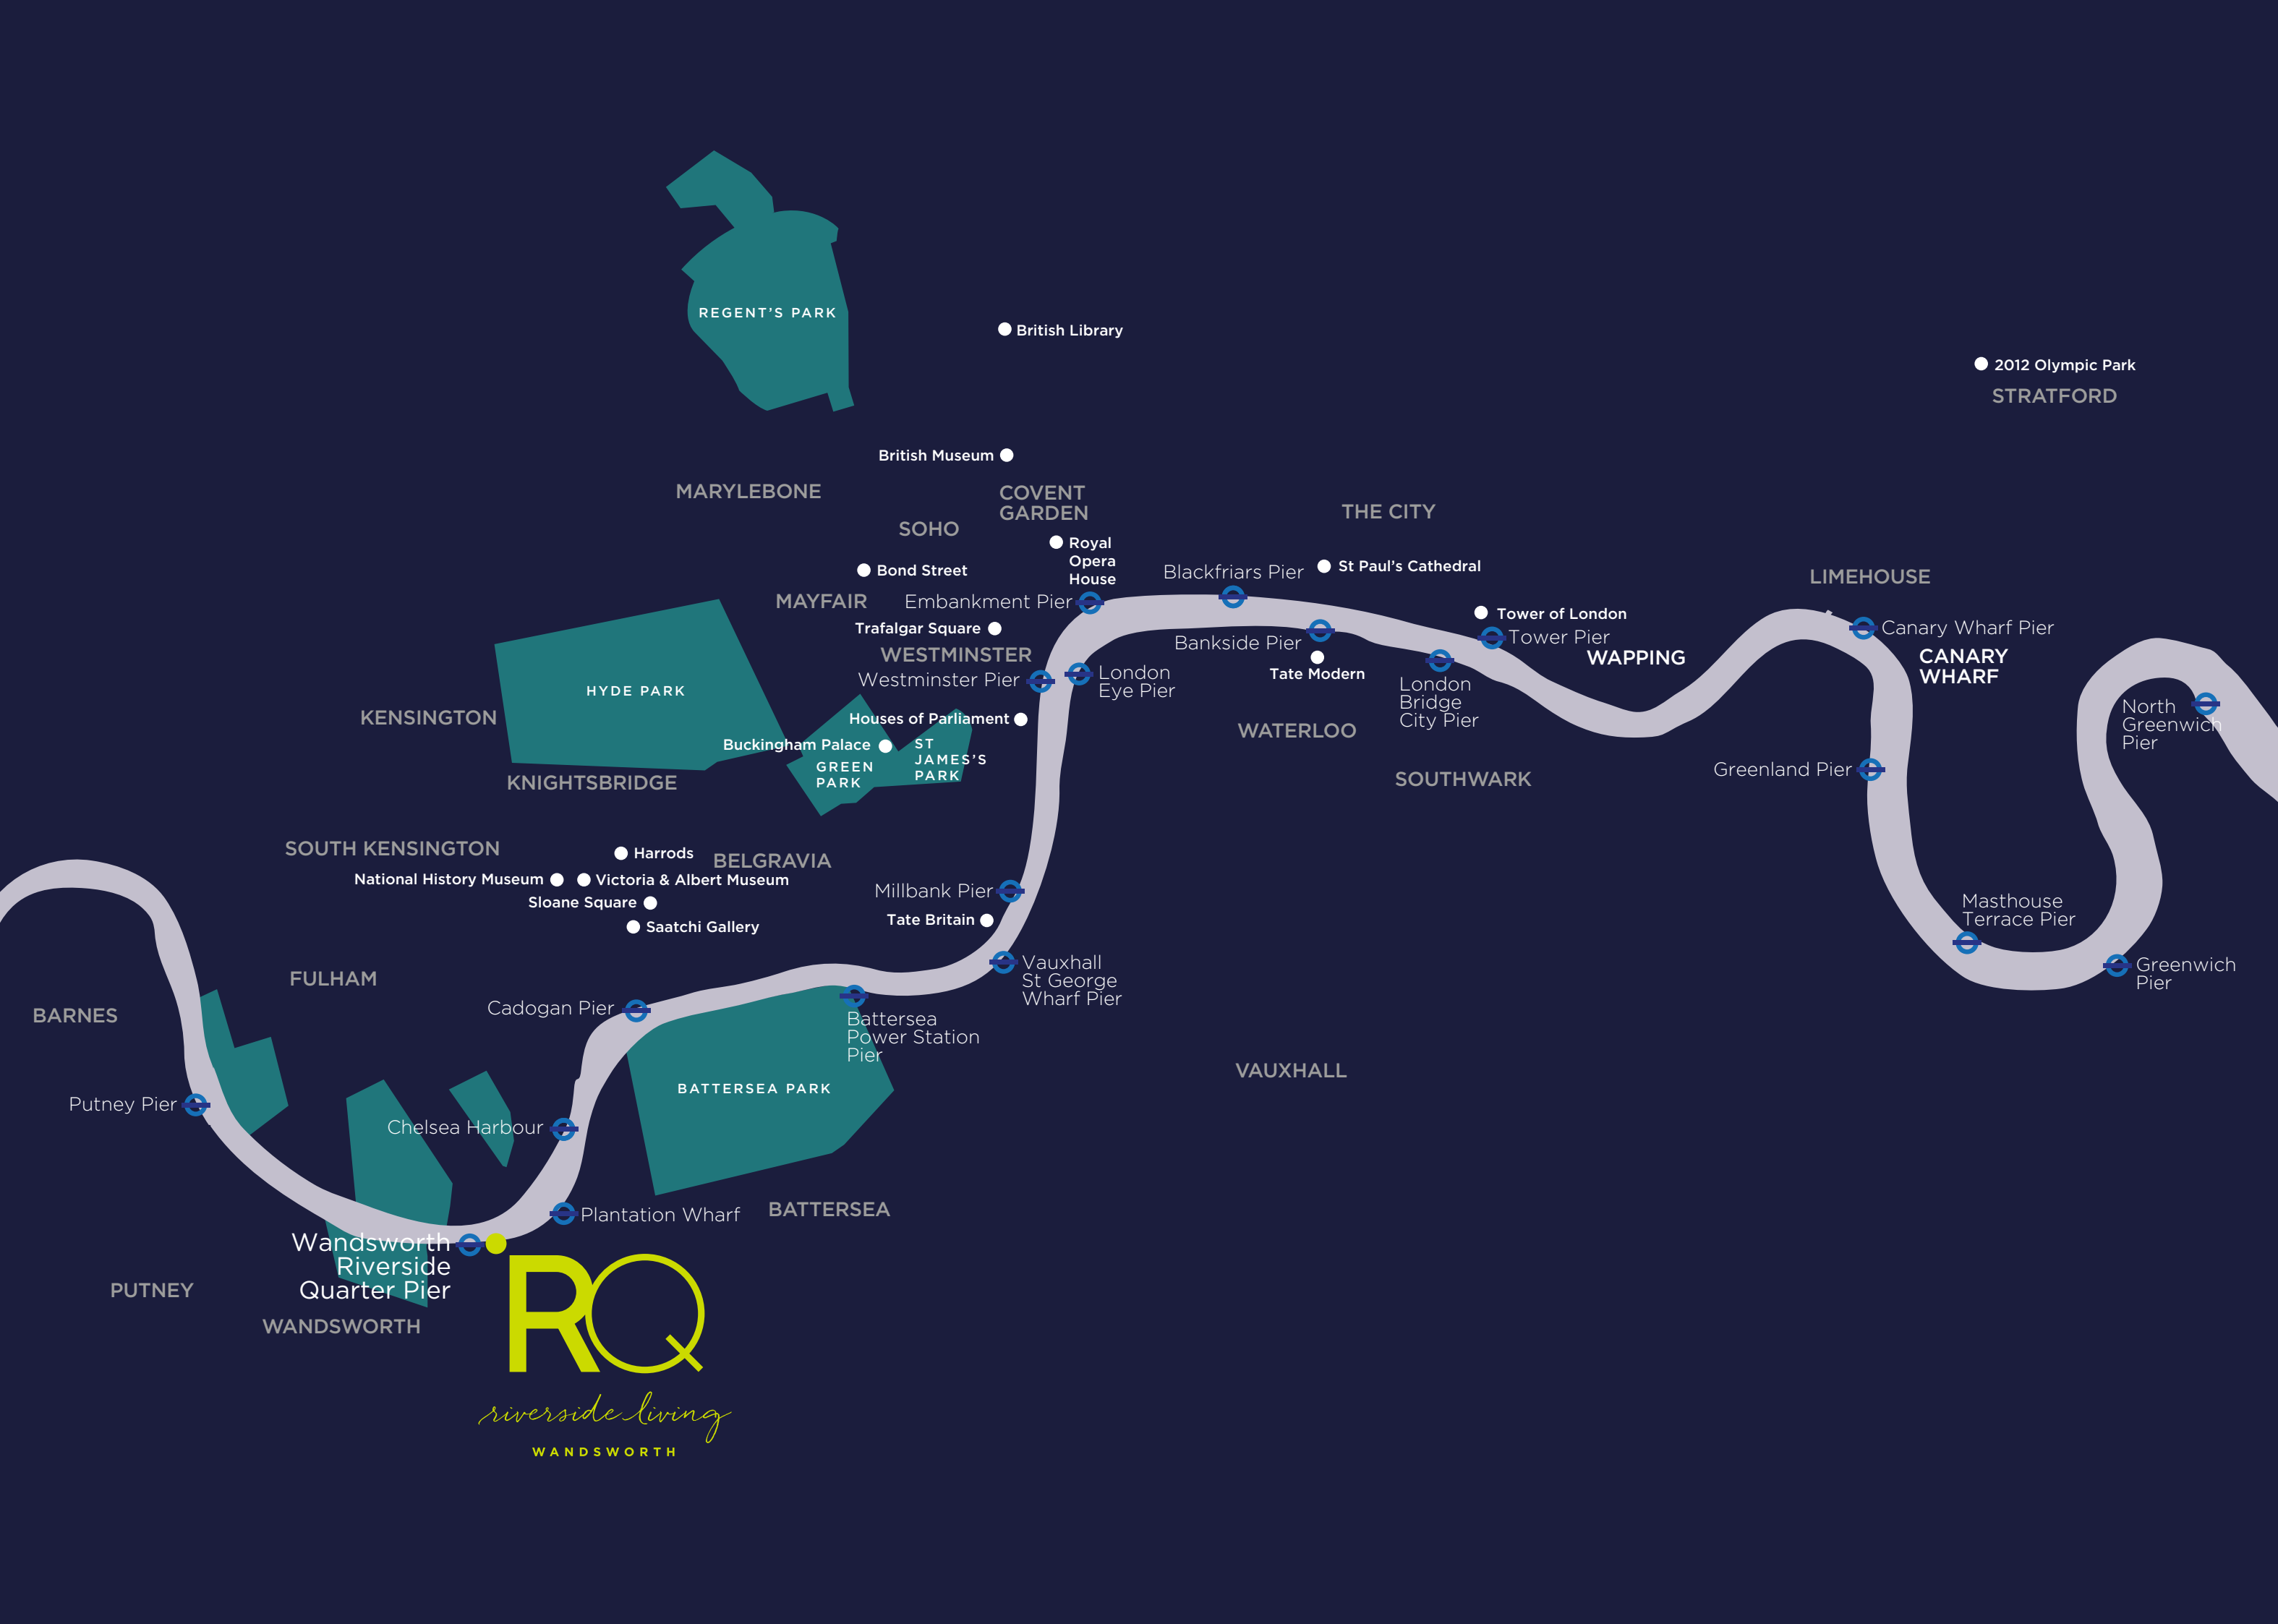 REGENT'S PARK
British Library
2012 Olympic Park
STRATFORD
British Museum
MARYLEBONE
COVENT
GARDEN
SOHO
THE CITY
Royal
Opera
House
Bond Street
Blackfriars Pier
St Paul's Cathedral
LIMEHOUSE
MAYFAIR
Embankment Pier
Tower of London
Trafalgar Square
Tower Pier
Canary Wharf Pier
Bankside Pier
WESTMINSTER
WAPPING
CANARY
WHARF
Westminster Pier
London
Eye Pier
Tate Modern
London
Bridge
City Pier
HYDE PARK
North
Greenwich
Pier
KENSINGTON
Houses of Parliament
WATERLOO
Buckingham Palace
ST
JAMES'S
PARK
GREEN
PARK
Greenland Pier
KNIGHTSBRIDGE
SOUTHWARK
SOUTH KENSINGTON
Harrods
BELGRAVIA
National History Museum
Victoria & Albert Museum
Millbank Pier
Sloane Square
Masthouse
Terrace Pier
Tate Britain
Saatchi Gallery
Vauxhall
St George
Wharf Pier
Greenwich
Pier
FULHAM
Cadogan Pier
BARNES
Battersea
Power Station
Pier
VAUXHALL
BATTERSEA PARK
Putney Pier
Chelsea Harbour
Plantation Wharf
BATTERSEA
Wandsworth
Riverside
Quarter Pier
PUTNEY
WANDSWORTH
RQ
riverside living
WANDSWORTH